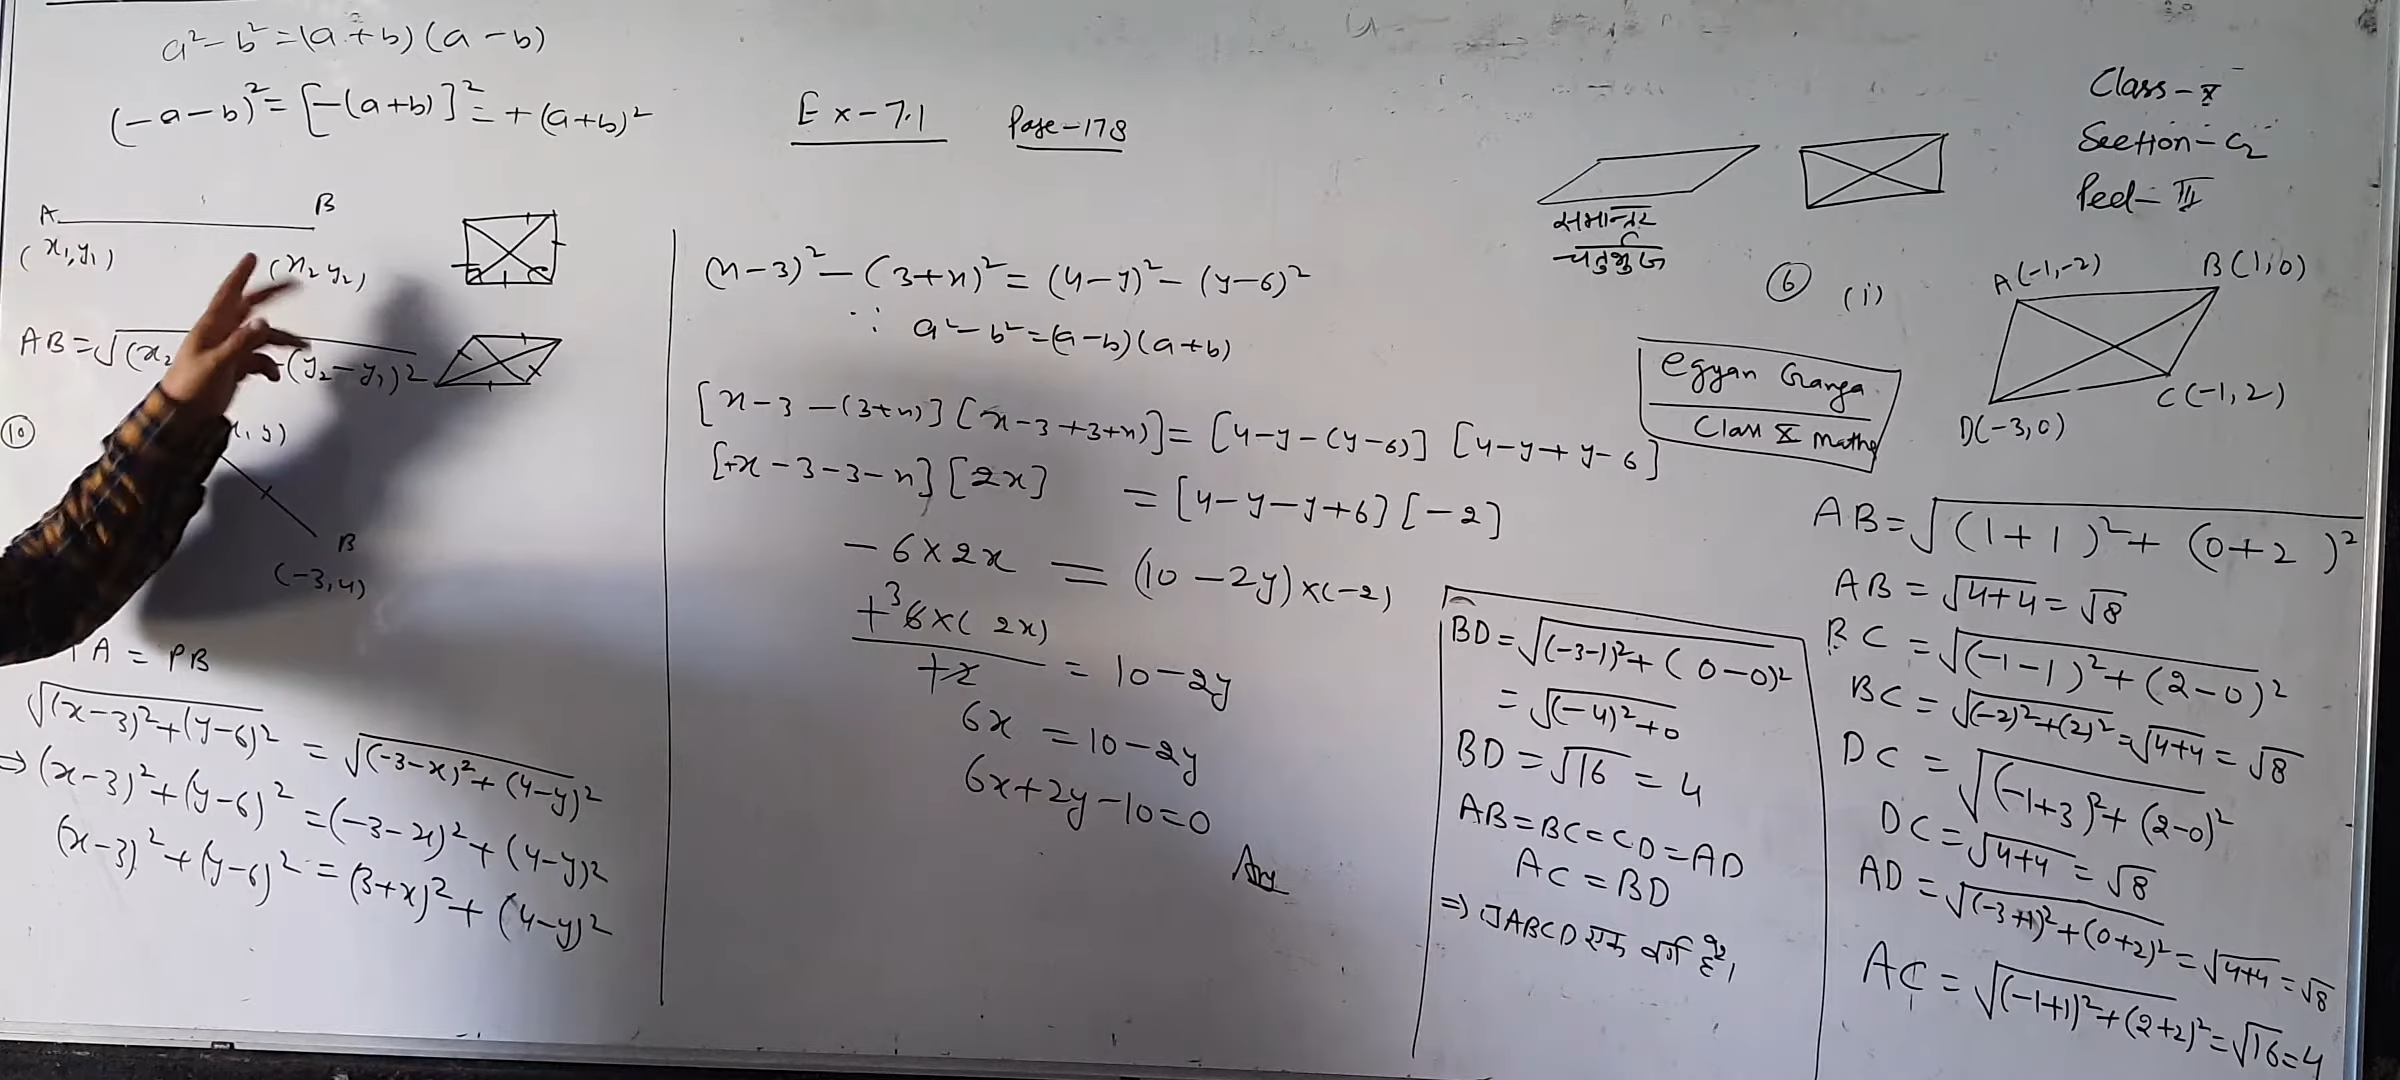 a²-b²=(a+b)(a-b)
(-a-b)²=[-(a+b)]²=+(a+b)²
Ex-7.1
Page-178
Class-X
Section-C₂
A
B
(x₁,y₁)
(x₂ y₂)
AB=√(x₂ -(y₂-y₁)²
10
x, y)
B
(-3,4)
A = PB
√(x-3)²+(y-6)² = √(-3-x)²+(4-y)²
⇒ (x-3)²+(y-6)² = (-3-x)²+(4-y)²
(x-3)²+(y-6)² = (3+x)²+(4-y)²
(x-3)²-(3+x)² = (4-y)²-(y-6)²
∵ a²-b²=(a-b)(a+b)
[x-3-(3+x)][x-3+3+x)]=[4-y-(y-6)] [4-y+y-6]
[+x-3-3-x][2x] = [4-y-y+6][-2]
-6×2x = (10-2y)×(-2)
+³6×(2x)
+2 = 10-2y
6x = 10-2y
6x+2y-10=0
Ans
समान्तर
चतुर्भुज
6 (i)
A(-1,-2)
B(1,0)
C(-1,2)
D(-3,0)
egyan Ganga
Class X Maths
BD=√(-3-1)²+(0-0)²
=√(-4)²+0
BD=√16=4
AB=BC=CD=AD
AC=BD
⇒ □ABCD एक वर्ग है।
AB=√(1+1)²+(0+2)²
AB=√4+4=√8
BC=√(-1-1)²+(2-0)²
BC=√(-2)²+(2)²=√4+4=√8
DC=√(-1+3)²+(2-0)²
DC=√4+4=√8
AD=√(-3+1)²+(0+2)²=√4+4=√8
AC=√(-1+1)²+(2+2)²=√16=4